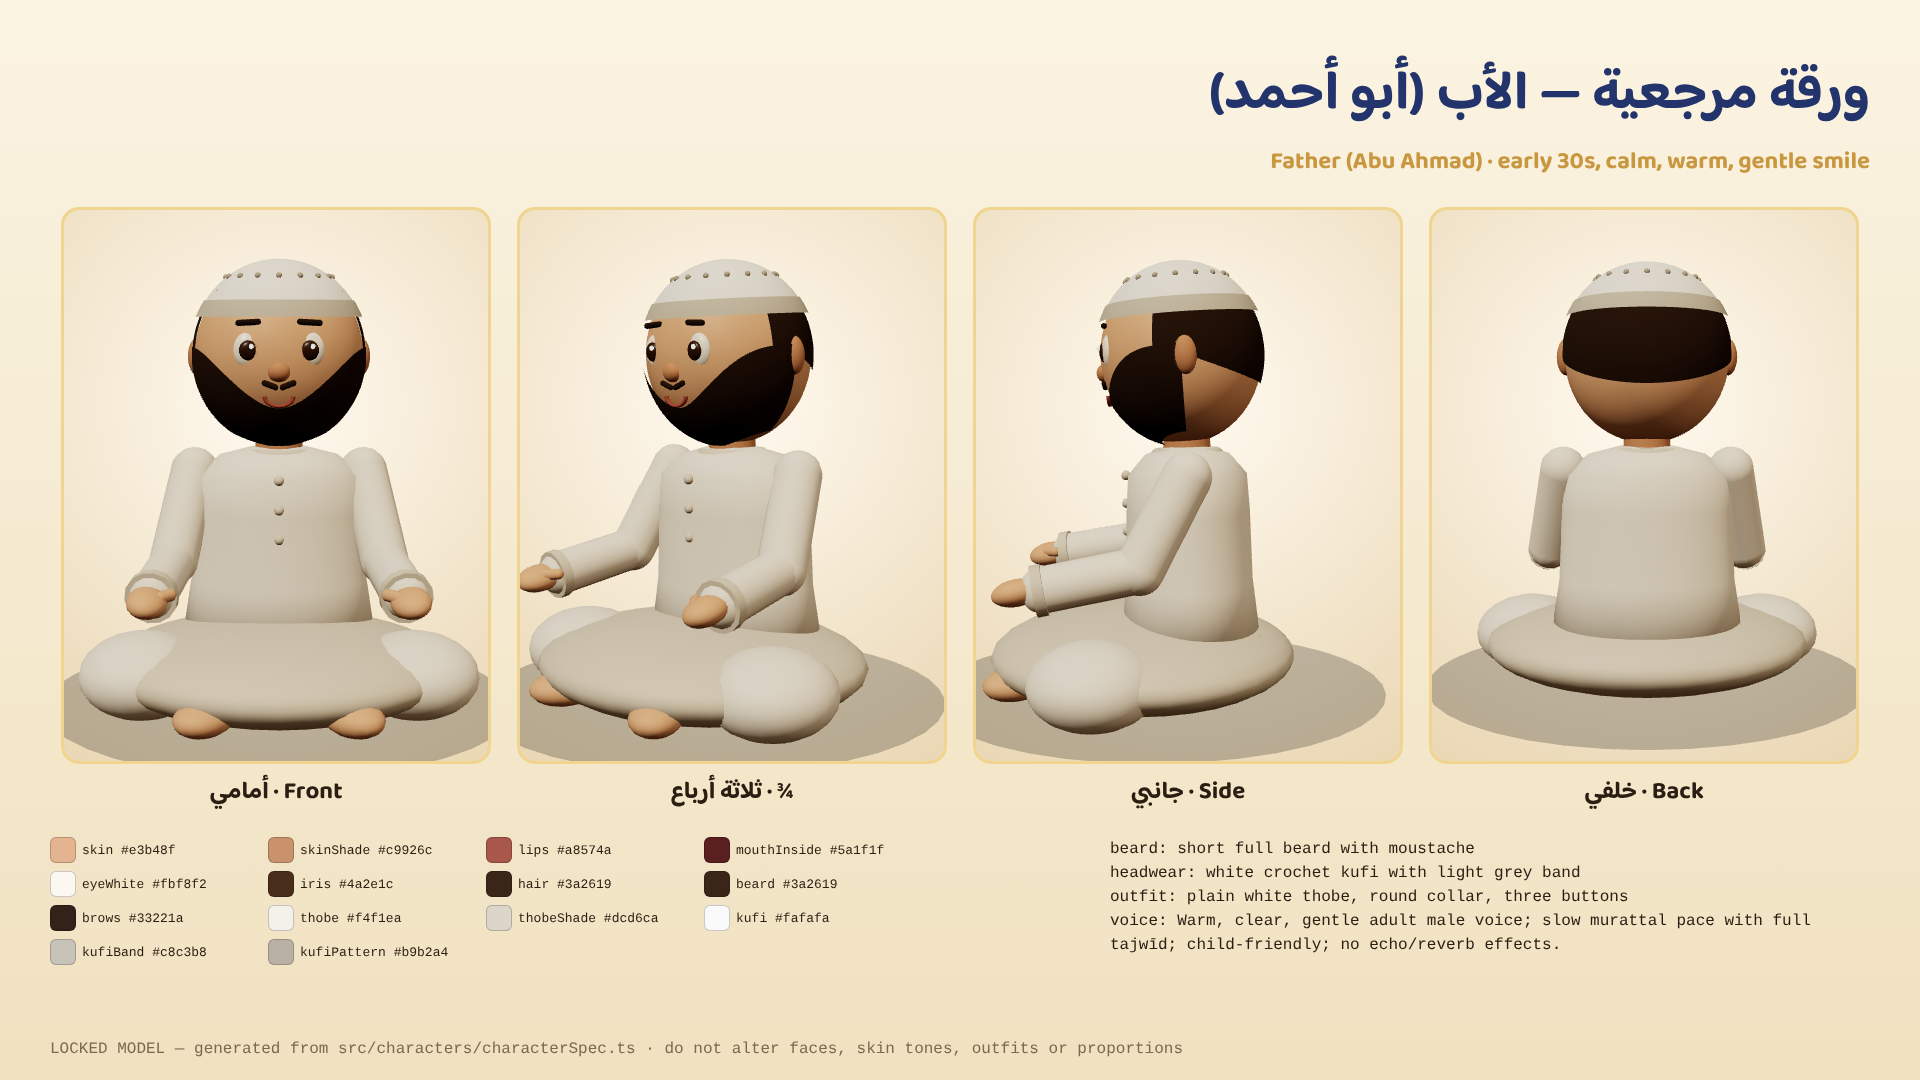 ورقة مرجعية — الأب (أبو أحمد)
Father (Abu Ahmad) · early 30s, calm, warm, gentle smile
أمامي · Front
ثلاثة أرباع · ¾
جانبي · Side
خلفي · Back
skin #e3b48f
skinShade #c9926c
lips #a8574a
mouthInside #5a1f1f
eyeWhite #fbf8f2
iris #4a2e1c
hair #3a2619
beard #3a2619
brows #33221a
thobe #f4f1ea
thobeShade #dcd6ca
kufi #fafafa
kufiBand #c8c3b8
kufiPattern #b9b2a4
beard: short full beard with moustache
headwear: white crochet kufi with light grey band
outfit: plain white thobe, round collar, three buttons
voice: Warm, clear, gentle adult male voice; slow murattal pace with full
tajwīd; child-friendly; no echo/reverb effects.
LOCKED MODEL — generated from src/characters/characterSpec.ts · do not alter faces, skin tones, outfits or proportions